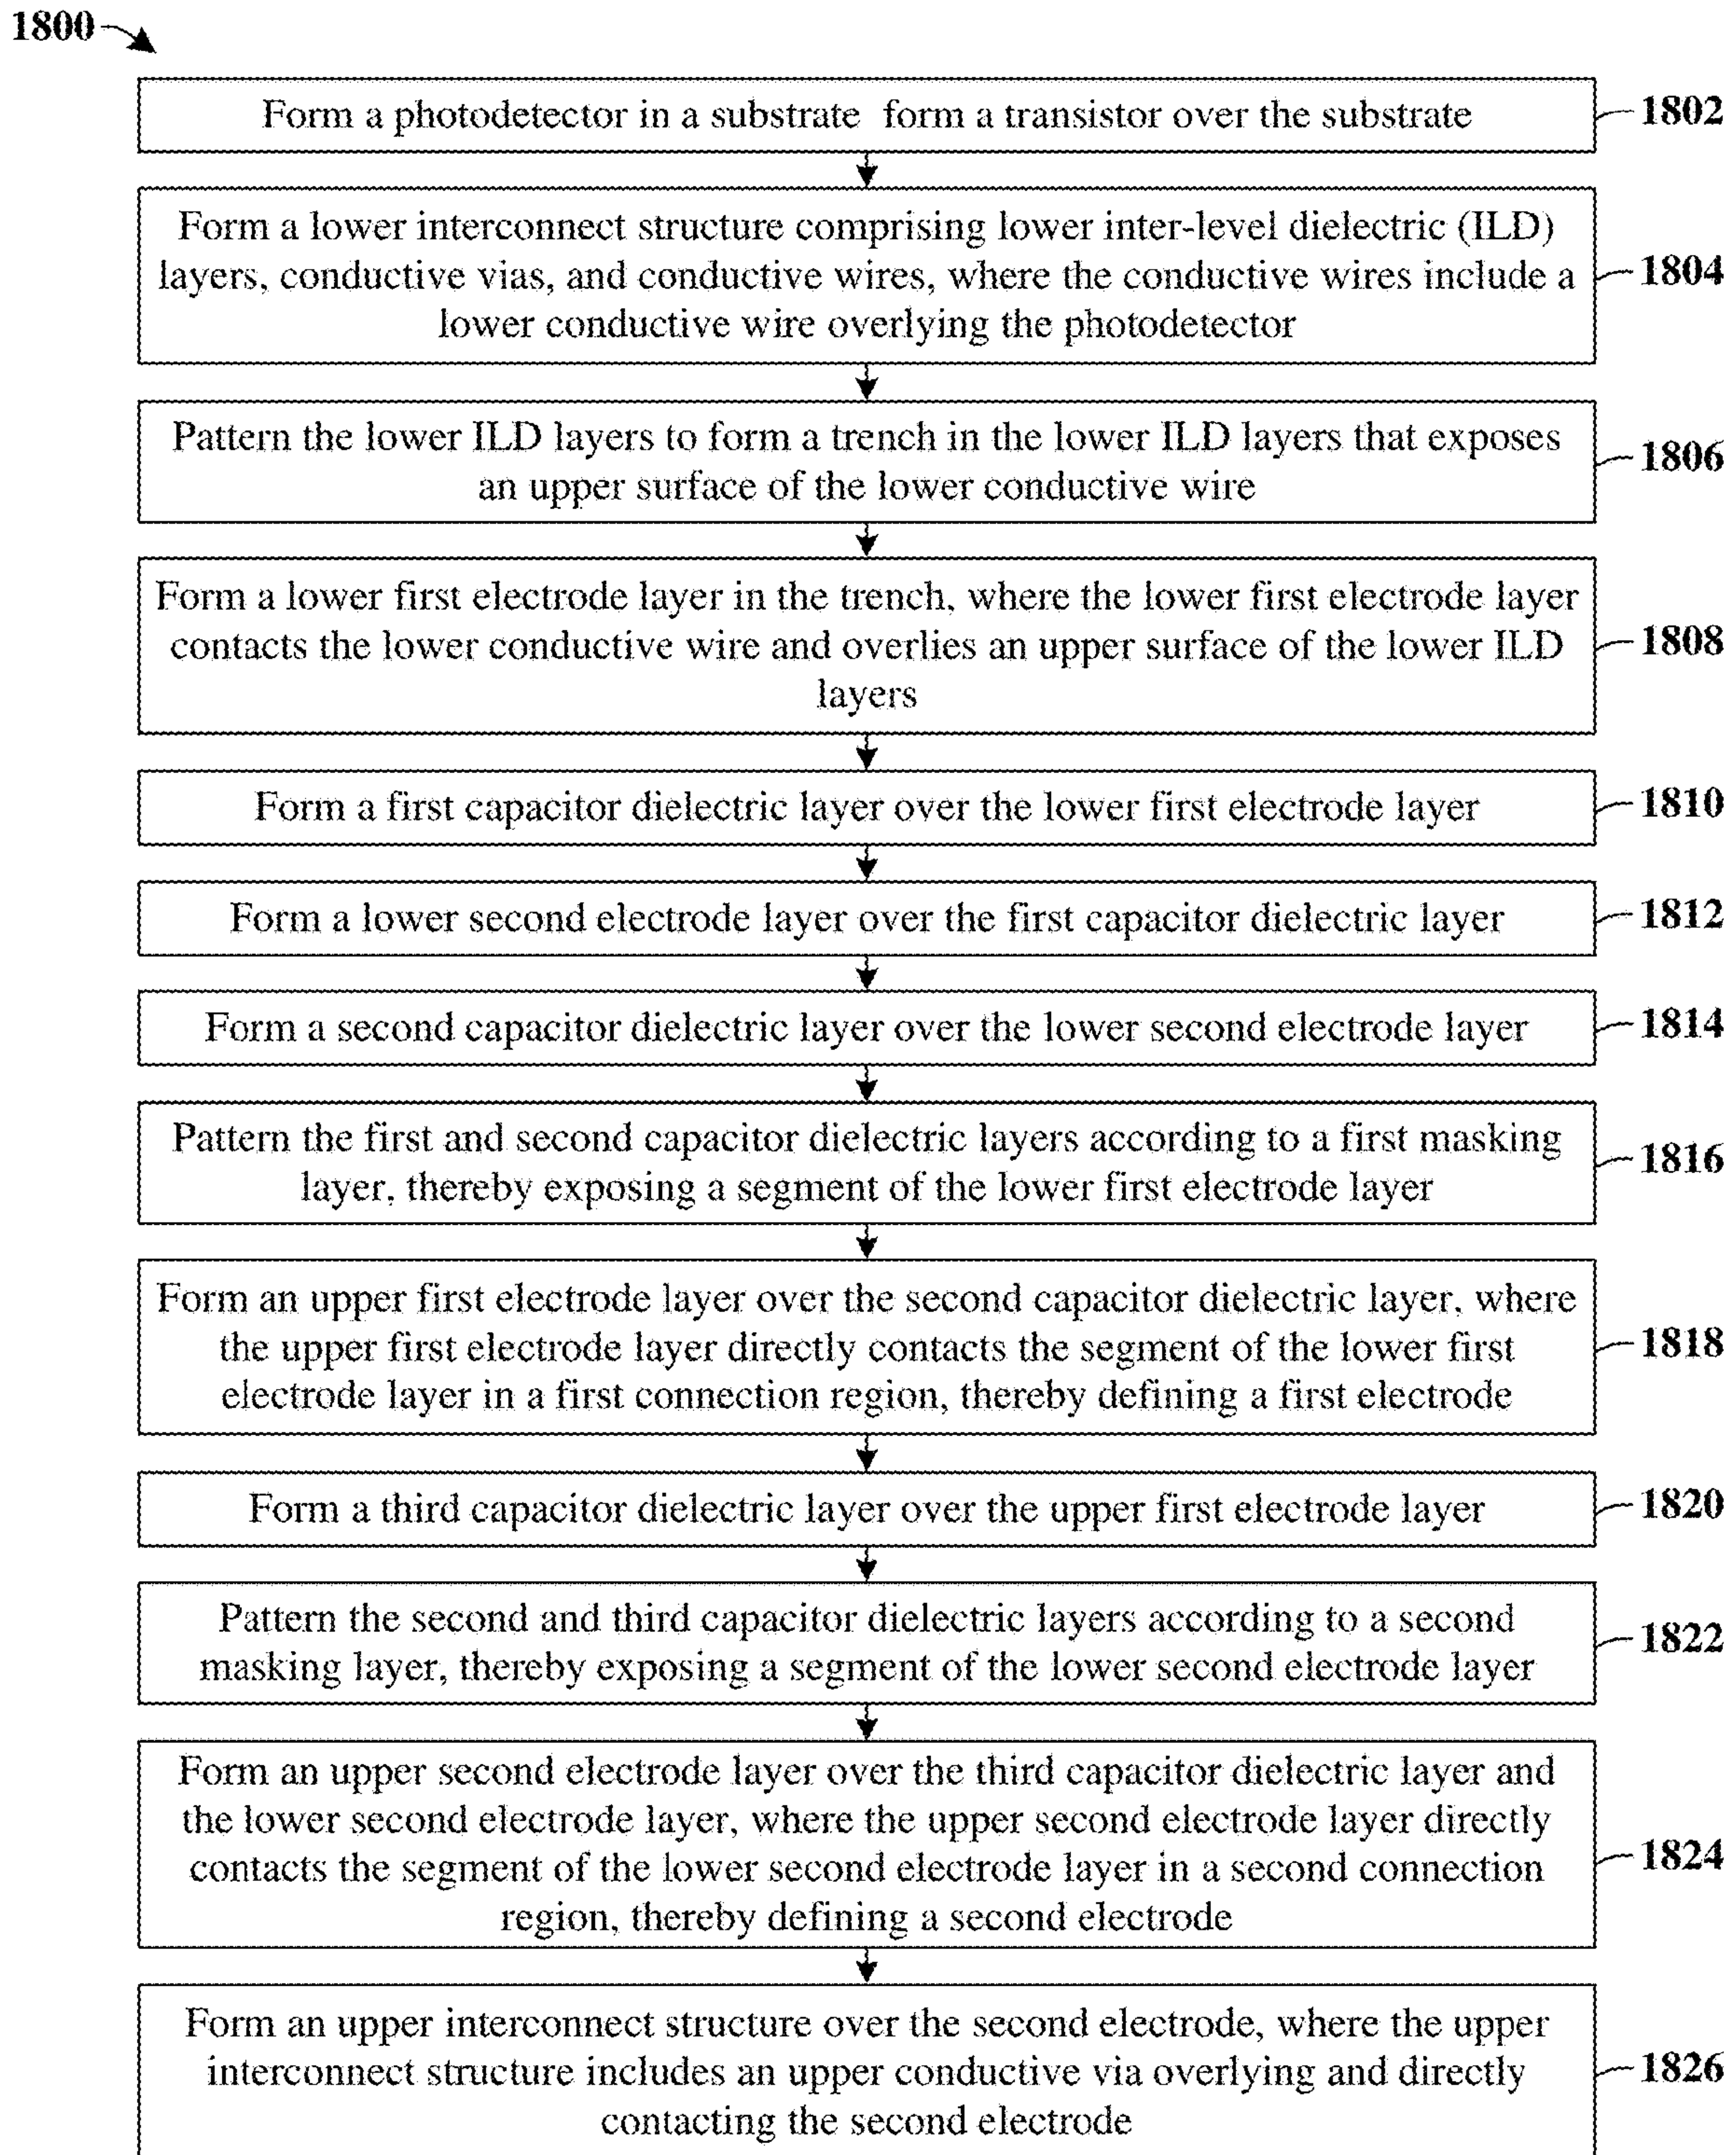 1800
Form a photodetector in a substrate form a transistor over the substrate
1802
Form a lower interconnect structure comprising lower inter-level dielectric (ILD)
layers, conductive vias, and conductive wires, where the conductive wires include a
lower conductive wire overlying the photodetector
1804
Pattern the lower ILD layers to form a trench in the lower ILD layers that exposes
an upper surface of the lower conductive wire
1806
Form a lower first electrode layer in the trench, where the lower first electrode layer
contacts the lower conductive wire and overlies an upper surface of the lower ILD
layers
1808
Form a first capacitor dielectric layer over the lower first electrode layer
1810
Form a lower second electrode layer over the first capacitor dielectric layer
1812
Form a second capacitor dielectric layer over the lower second electrode layer
1814
Pattern the first and second capacitor dielectric layers according to a first masking
layer, thereby exposing a segment of the lower first electrode layer
1816
Form an upper first electrode layer over the second capacitor dielectric layer, where
the upper first electrode layer directly contacts the segment of the lower first
electrode layer in a first connection region, thereby defining a first electrode
1818
Form a third capacitor dielectric layer over the upper first electrode layer
1820
Pattern the second and third capacitor dielectric layers according to a second
masking layer, thereby exposing a segment of the lower second electrode layer
1822
Form an upper second electrode layer over the third capacitor dielectric layer and
the lower second electrode layer, where the upper second electrode layer directly
contacts the segment of the lower second electrode layer in a second connection
region, thereby defining a second electrode
1824
Form an upper interconnect structure over the second electrode, where the upper
interconnect structure includes an upper conductive via overlying and directly
contacting the second electrode
1826